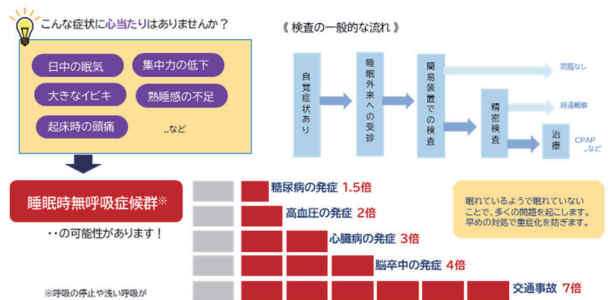 こんな症状に心当たりはありませんか？
日中の眠気
集中力の低下
大きなイビキ
熟睡感の不足
起床時の頭痛
..など
睡眠時無呼吸症候群※
・・の可能性があります！
※呼吸の停止や浅い呼吸が
《 検査の一般的な流れ 》
自覚症状あり
睡眠外来への受診
簡易装置での検査
問題なし
精密検査
経過観察
治療
CPAP
..など
糖尿病の発症 1.5倍
高血圧の発症 2倍
心臓病の発症 3倍
脳卒中の発症 4倍
交通事故 7倍
眠れているようで眠れていない
ことで、多くの問題を起こします。
早めの対処で重症化を防ぎます。